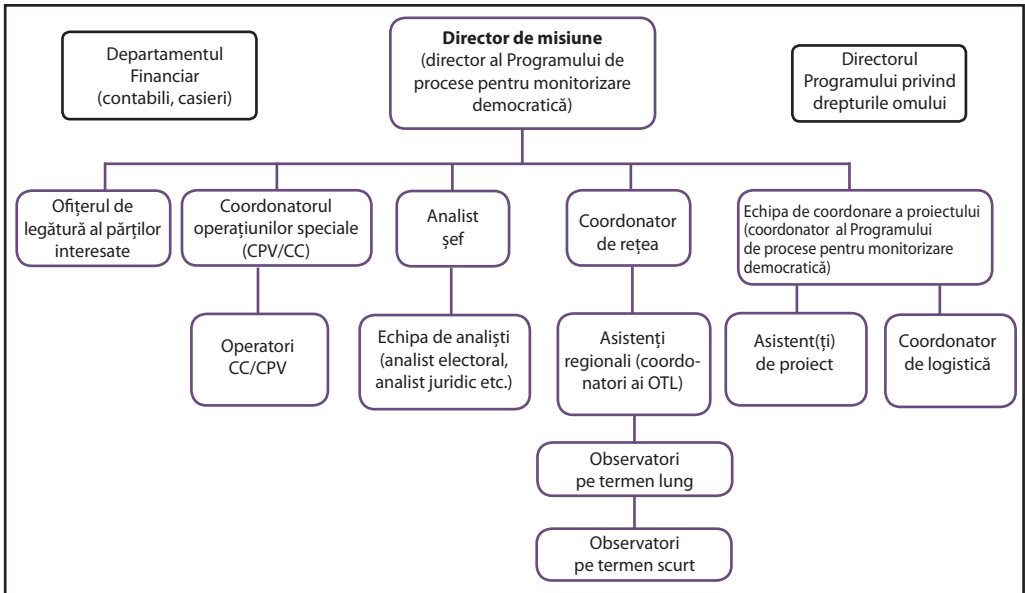 Departamentul
Financiar
(contabili, casieri)
Director de misiune
(director al Programului de
procese pentru monitorizare
democratică)
Directorul
Programului privind
drepturile omului
Ofițerul de
legătură al părților
interesate
Coordonatorul
operațiunilor speciale
(CPV/CC)
Analist
șef
Coordonator
de rețea
Echipa de coordonare a proiectului
(coordonator al Programului
de procese pentru monitorizare
democratică)
Operatori
CC/CPV
Echipa de analiști
(analist electoral,
analist juridic etc.)
Asistenți
regionali (coordo-
natori ai OTL)
Asistent(ți)
de proiect
Coordonator
de logistică
Observatori
pe termen lung
Observatori
pe termen scurt